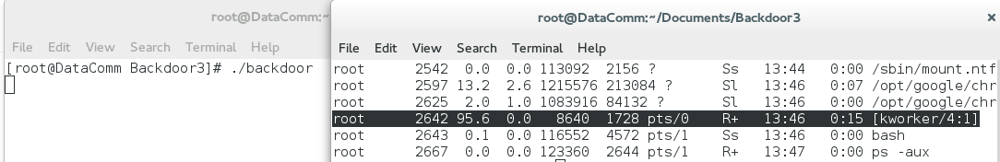 root@DataComm:~
File Edit View Search Terminal Help
[root@DataComm Backdoor3]# ./backdoor
root@DataComm:~/Documents/Backdoor3
File Edit View Search Terminal Help
root 2542 0.0 0.0 113092 2156 ? Ss 13:44 0:00 /sbin/mount.ntf
root 2597 13.2 2.6 1215576 213084 ? Sl 13:46 0:07 /opt/google/chr
root 2625 2.0 1.0 1083916 84132 ? Sl 13:46 0:00 /opt/google/chr
root 2642 95.6 0.0 8640 1728 pts/0 R+ 13:46 0:15 [kworker/4:1]
root 2643 0.1 0.0 116552 4572 pts/1 Ss 13:46 0:00 bash
root 2667 0.0 0.0 123360 2644 pts/1 R+ 13:47 0:00 ps -aux